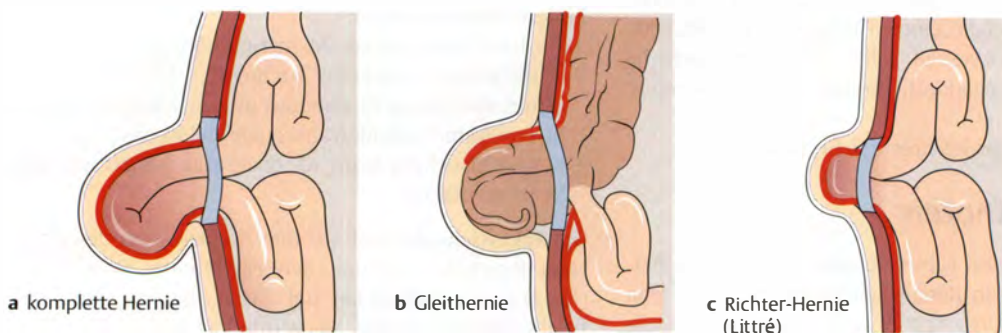 a komplette Hernie
b Gleithernie
c Richter-Hernie
(Littré)